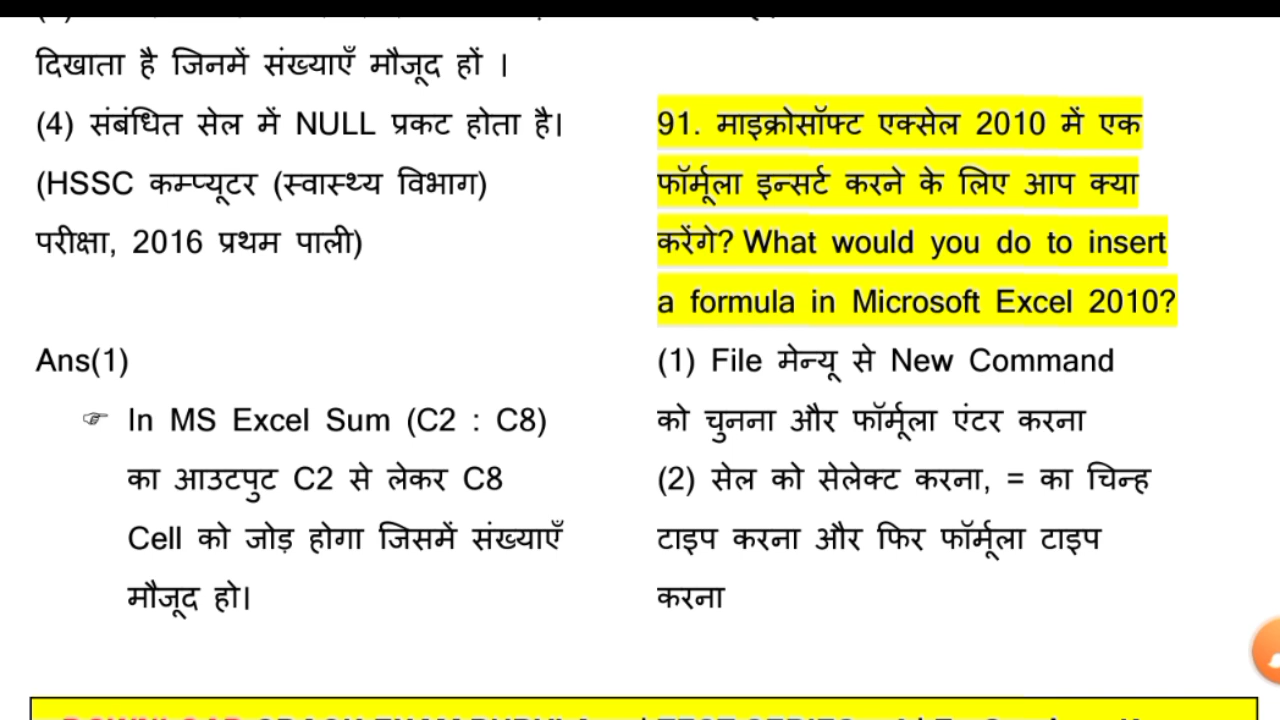 दिखाता है जिनमें संख्याएँ मौजूद हों ।
(4) संबंधित सेल में NULL प्रकट होता है।
(HSSC कम्प्यूटर (स्वास्थ्य विभाग)
परीक्षा, 2016 प्रथम पाली)
Ans(1)
☞ In MS Excel Sum (C2 : C8)
का आउटपुट C2 से लेकर C8
Cell को जोड़ होगा जिसमें संख्याएँ
मौजूद हो।
91. माइक्रोसॉफ्ट एक्सेल 2010 में एक
फॉर्मूला इन्सर्ट करने के लिए आप क्या
करेंगे? What would you do to insert
a formula in Microsoft Excel 2010?
(1) File मेन्यू से New Command
को चुनना और फॉर्मूला एंटर करना
(2) सेल को सेलेक्ट करना, = का चिन्ह
टाइप करना और फिर फॉर्मूला टाइप
करना